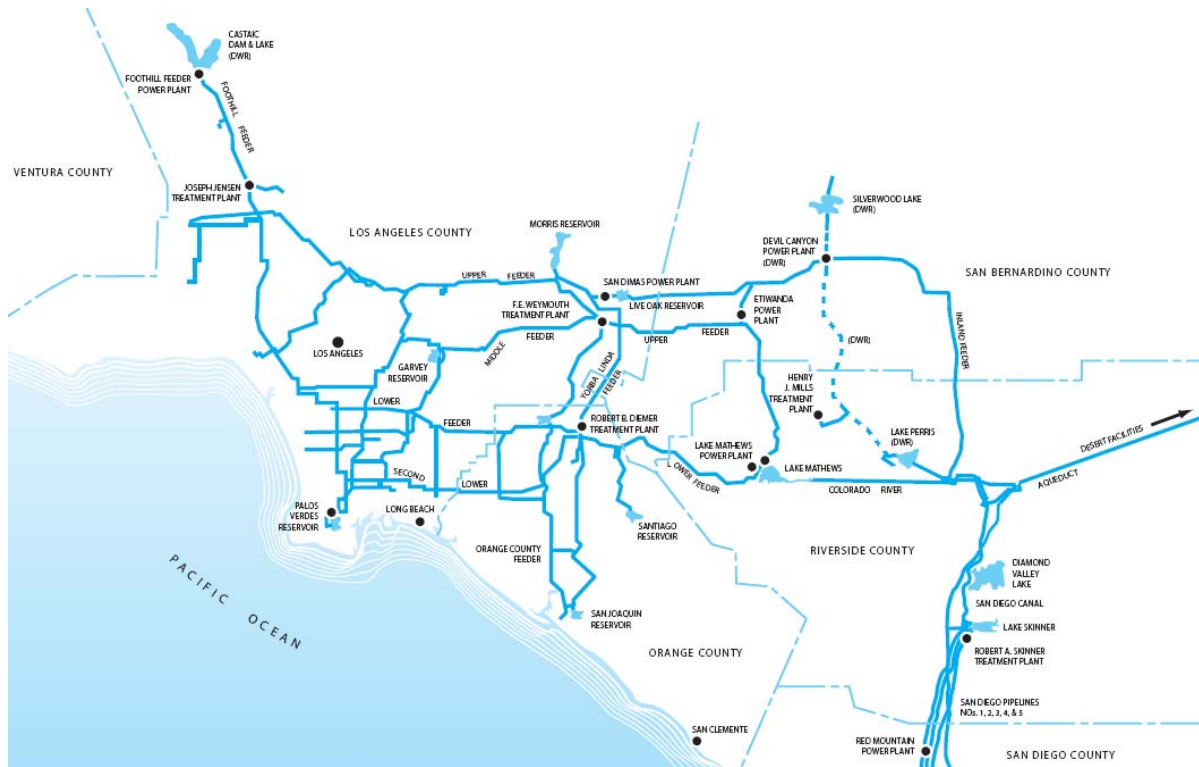 CASTAIC
DAM & LAKE
(DWR)
FOOTHILL FEEDER
POWER PLANT
FOOTHILL
FEEDER
VENTURA COUNTY
JOSEPH JENSEN
TREATMENT PLANT
LOS ANGELES COUNTY
MORRIS RESERVOIR
SILVERWOOD LAKE
(DWR)
DEVIL CANYON
POWER PLANT
(DWR)
SAN BERNARDINO COUNTY
UPPER FEEDER
SAN DIMAS POWER PLANT
LIVE OAK RESERVOIR
F.E. WEYMOUTH
TREATMENT PLANT
ETIWANDA
POWER
PLANT
INLAND FEEDER
UPPER FEEDER
(DWR)
LOS ANGELES
MIDDLE FEEDER
GARVEY
RESERVOIR
YORBA LINDA
FEEDER
HENRY
J. MILLS
TREATMENT
PLANT
LOWER
FEEDER
ROBERT B. DIEMER
TREATMENT PLANT
LAKE PERRIS
(DWR)
DESERT FACILITIES
AQUEDUCT
LAKE MATHEWS
POWER PLANT
LAKE MATHEWS
LOWER FEEDER
COLORADO RIVER
SECOND
LOWER
PALOS
VERDES
RESERVOIR
LONG BEACH
SANTIAGO
RESERVOIR
ORANGE COUNTY
FEEDER
RIVERSIDE COUNTY
DIAMOND
VALLEY
LAKE
PACIFIC OCEAN
SAN DIEGO CANAL
SAN JOAQUIN
RESERVOIR
LAKE SKINNER
ORANGE COUNTY
ROBERT A. SKINNER
TREATMENT PLANT
SAN DIEGO PIPELINES
NOs. 1, 2, 3, 4, & 5
SAN CLEMENTE
RED MOUNTAIN
POWER PLANT
SAN DIEGO COUNTY